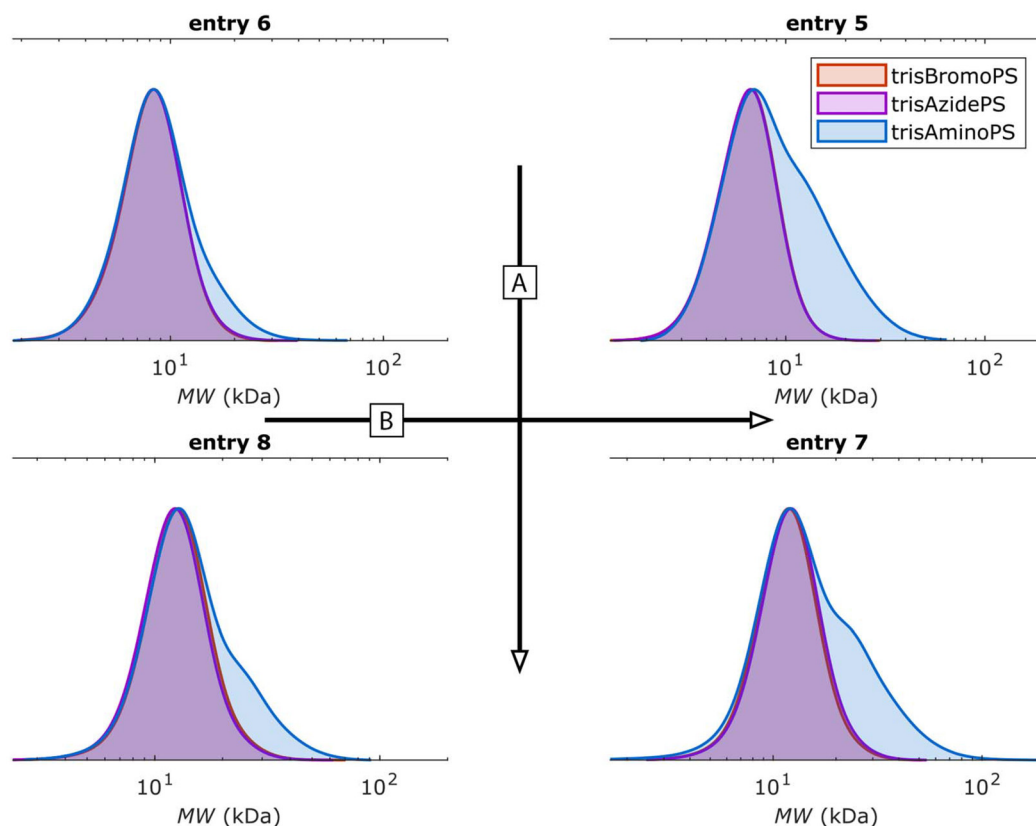 entry 6
entry 5
trisBromoPS
trisAzidePS
trisAminoPS
A
10¹ 10²
MW (kDa)
10¹ 10²
MW (kDa)
B
entry 8
entry 7
10¹ 10²
MW (kDa)
10¹ 10²
MW (kDa)